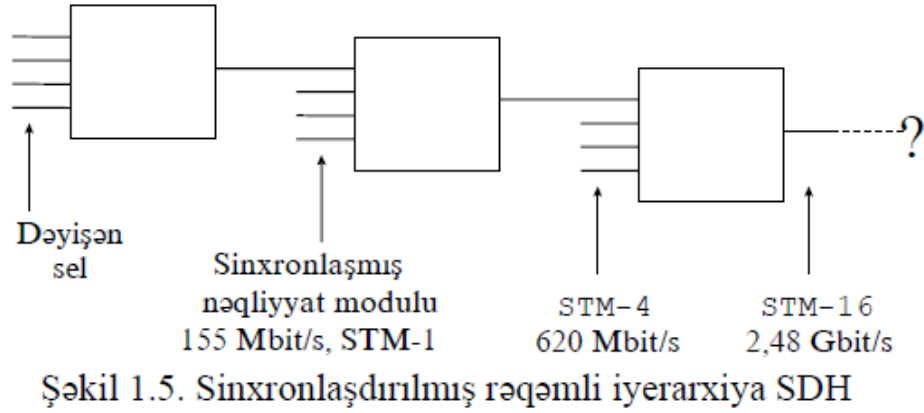 ?
Dəyişən
sel
Sinxronlaşmış
nəqliyyat modulu
155 Mbit/s, STM-1
STM-4
620 Mbit/s
STM-16
2,48 Gbit/s
Şəkil 1.5. Sinxronlaşdırılmış rəqəmli iyerarxiya SDH